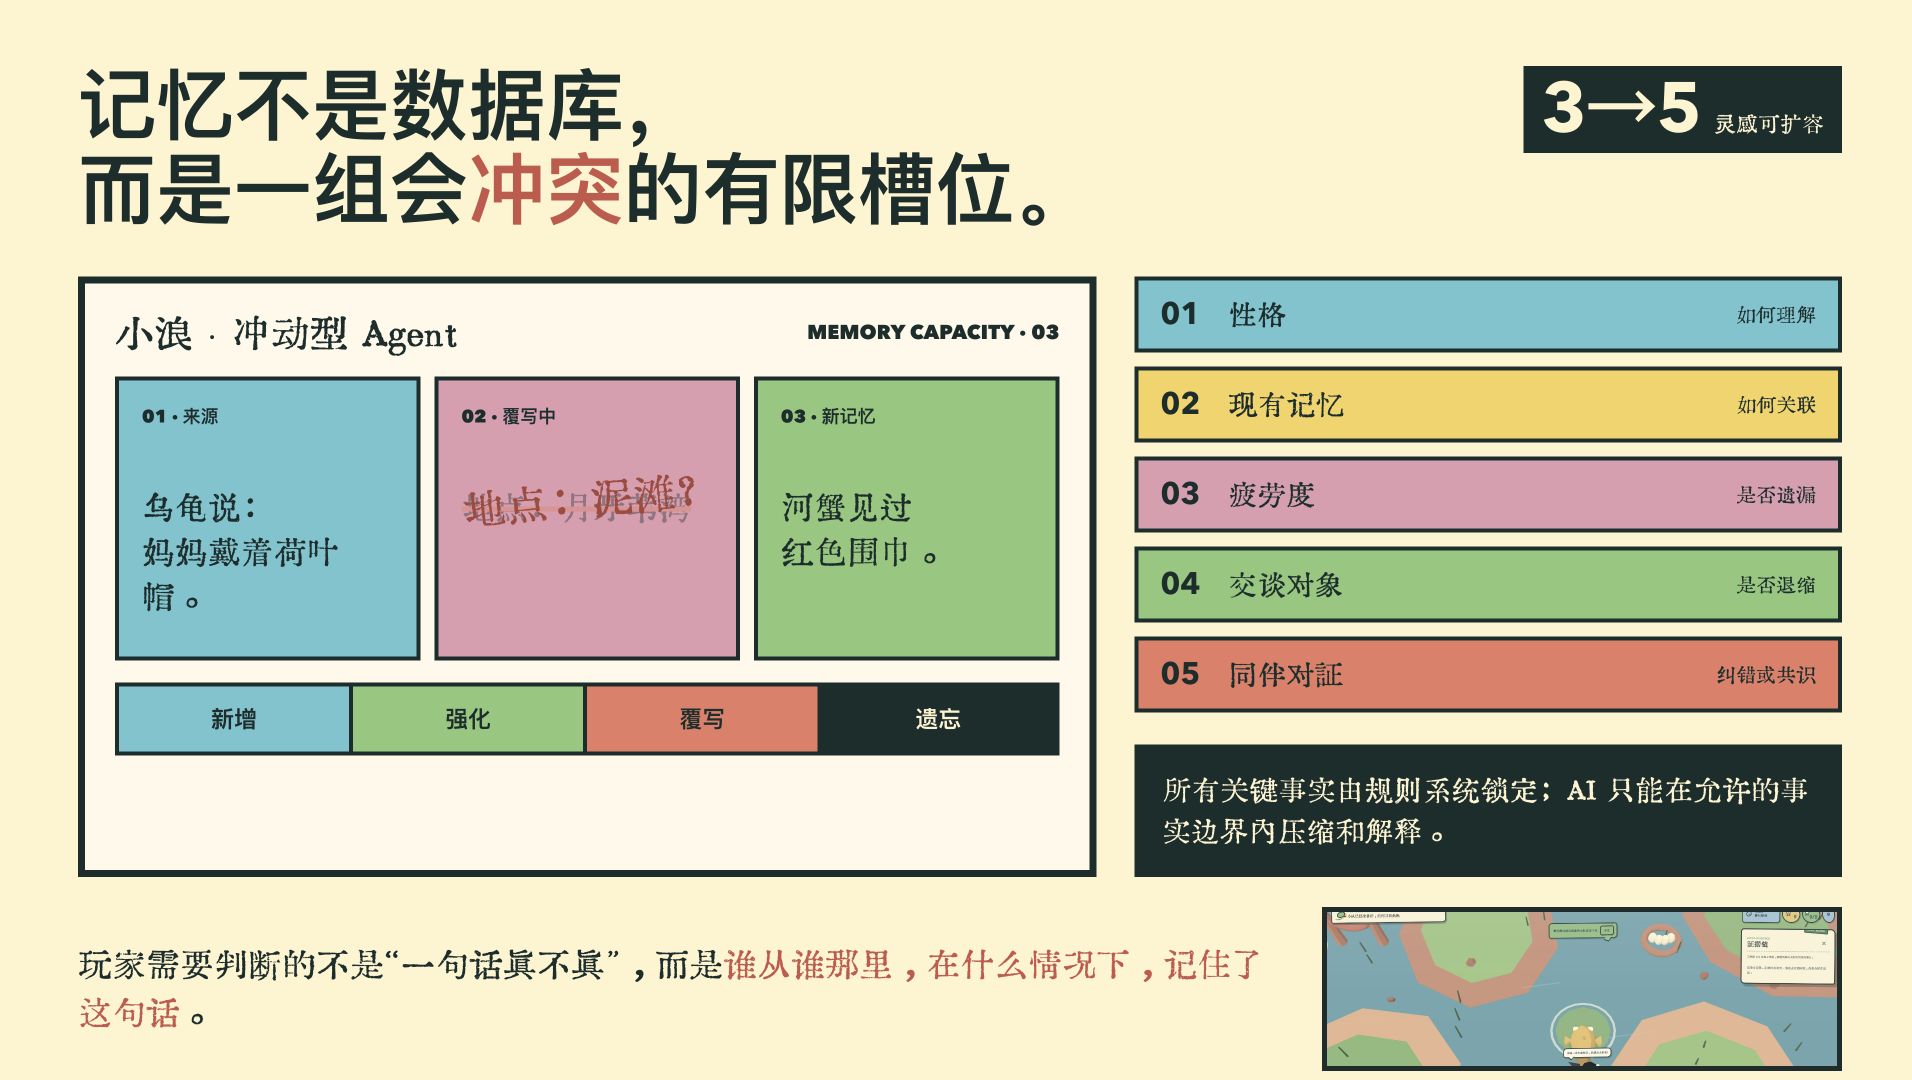 记忆不是数据库，
而是一组会冲突的有限槽位。
3→5 灵感可扩容
小浪 · 冲动型 Agent
MEMORY CAPACITY · 03
01 · 来源
乌龟说：
妈妈戴着荷叶
帽。
02 · 覆写中
地点：泥滩？
03 · 新记忆
河蟹见过
红色围巾。
新增
强化
覆写
遗忘
01 性格 如何理解
02 现有记忆 如何关联
03 疲劳度 是否遗漏
04 交谈对象 是否退缩
05 同伴对証 纠错或共识
所有关键事实由规则系统锁定；AI 只能在允许的事
实边界内压缩和解释。
玩家需要判断的不是“一句话眞不眞”，而是谁从谁那里，在什么情况下，记住了
这句话。